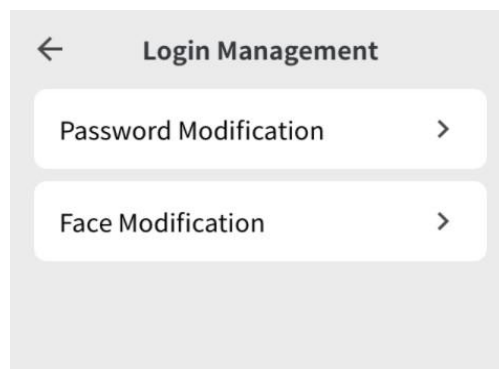 Login Management
Password Modification
Face Modification